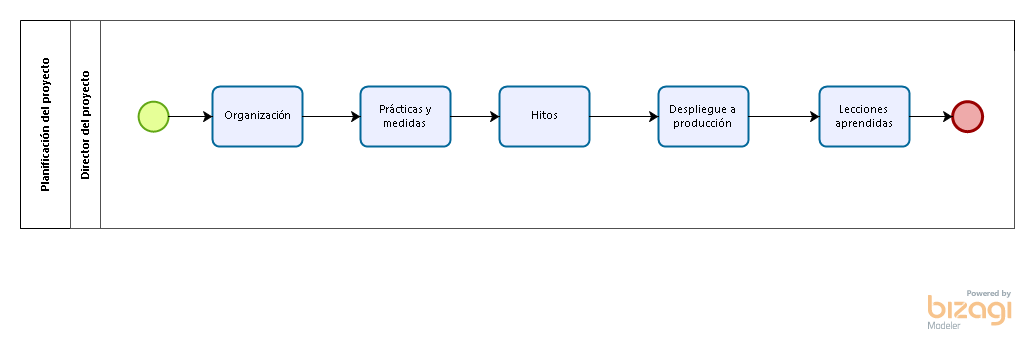 Planificación del proyecto
Director del proyecto
Organización
Prácticas y
medidas
Hitos
Despliegue a
producción
Lecciones
aprendidas
Powered by
bizagi
Modeler